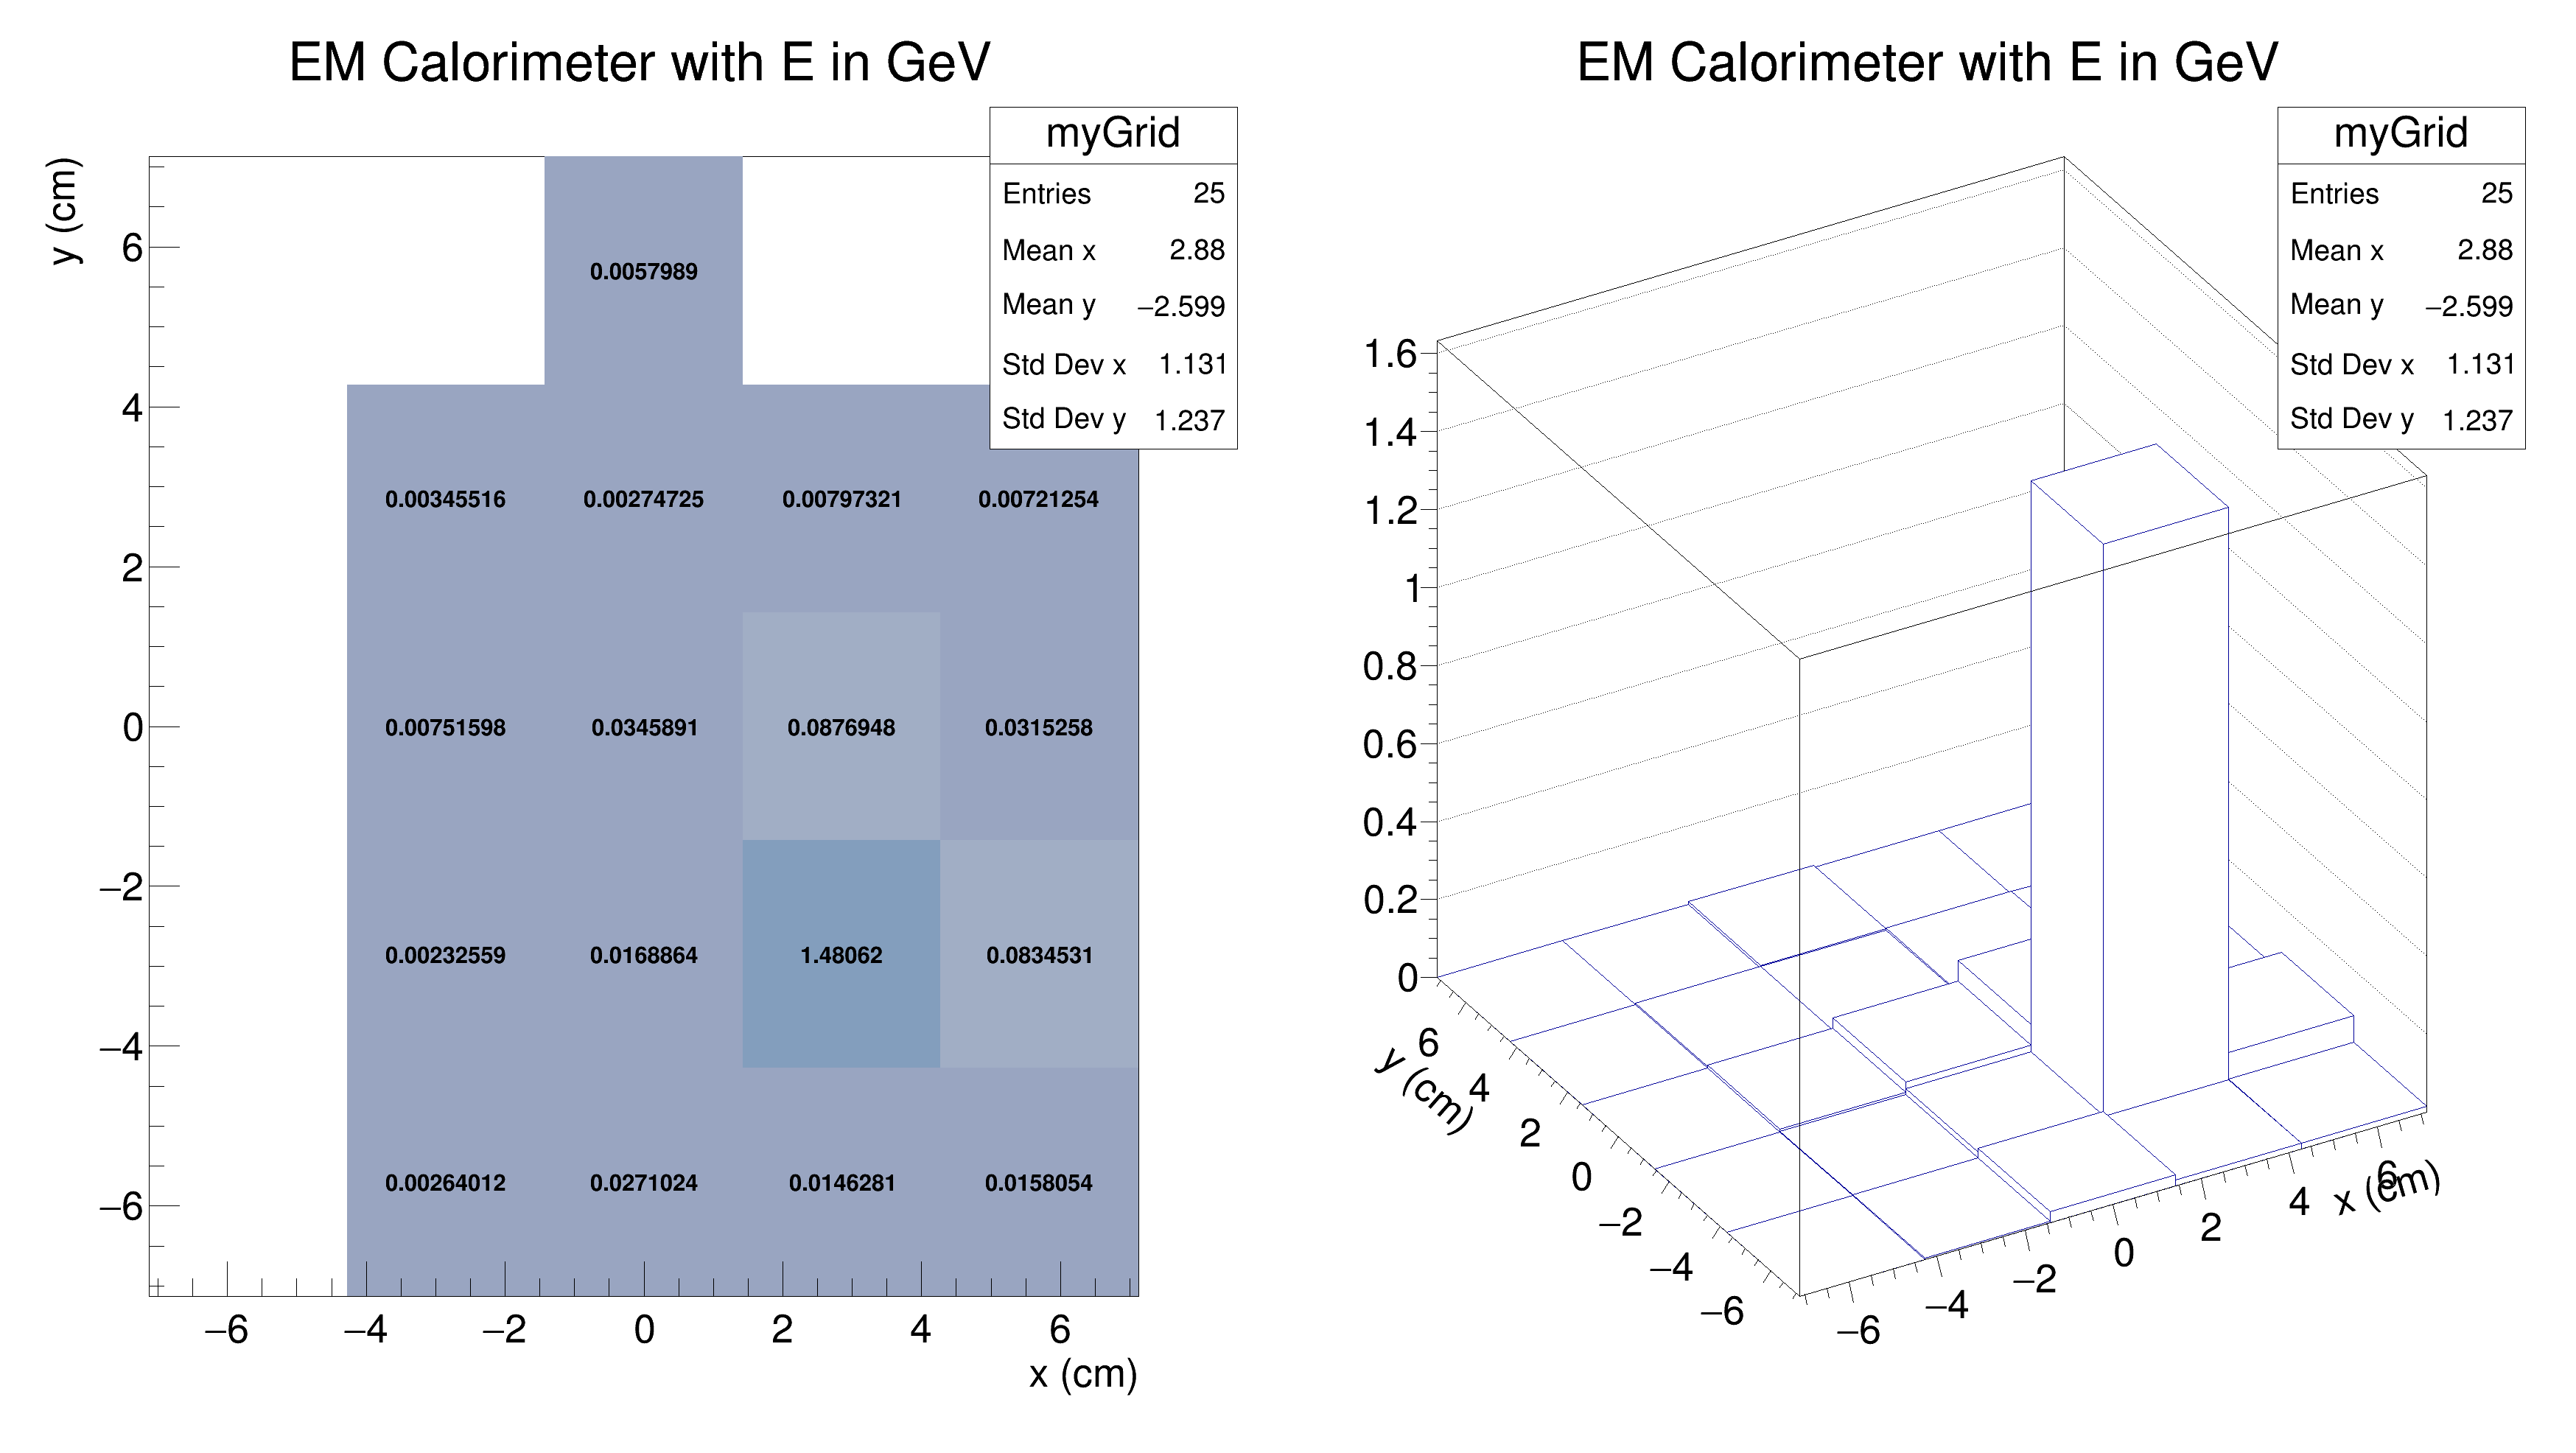 EM Calorimeter with E in GeV
myGrid
Entries 25
Mean x 2.88
Mean y −2.599
Std Dev x 1.131
Std Dev y 1.237
y (cm)
6
4
2
0
−2
−4
−6
0.0057989
0.00345516 0.00274725 0.00797321 0.00721254
0.00751598 0.0345891 0.0876948 0.0315258
0.00232559 0.0168864 1.48062 0.0834531
0.00264012 0.0271024 0.0146281 0.0158054
−6 −4 −2 0 2 4 6
x (cm)
EM Calorimeter with E in GeV
myGrid
Entries 25
Mean x 2.88
Mean y −2.599
Std Dev x 1.131
Std Dev y 1.237
1.6
1.4
1.2
1
0.8
0.6
0.4
0.2
0
y (cm)
6
4
2
0
−2
−4
−6
−6 −4 −2 0 2 4 6
x (cm)